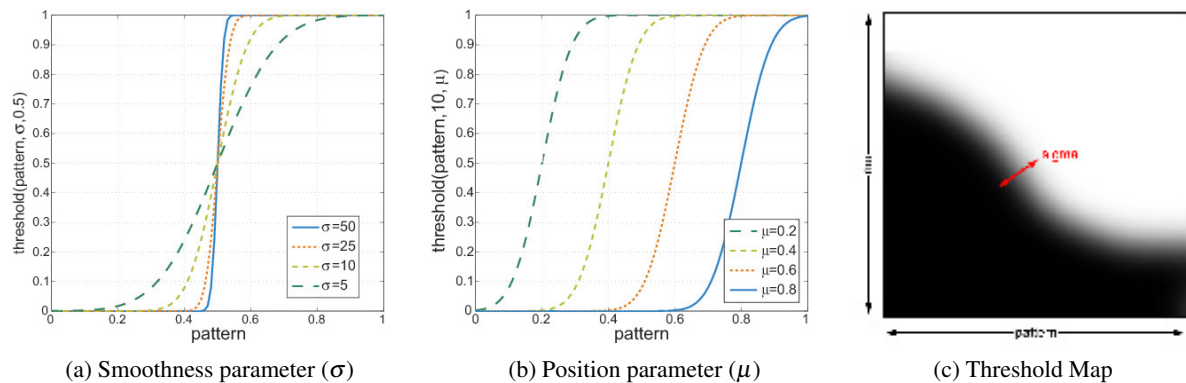 threshold(pattern, σ,0.5)
1
0.9
0.8
0.7
0.6
0.5
0.4
0.3
0.2
0.1
0
0 0.2 0.4 0.6 0.8 1
pattern
σ=50
σ=25
σ=10
σ=5
(a) Smoothness parameter (σ)
threshold(pattern,10, μ)
1
0.9
0.8
0.7
0.6
0.5
0.4
0.3
0.2
0.1
0
0 0.2 0.4 0.6 0.8 1
pattern
μ=0.2
μ=0.4
μ=0.6
μ=0.8
(b) Position parameter (μ)
pattern
(c) Threshold Map